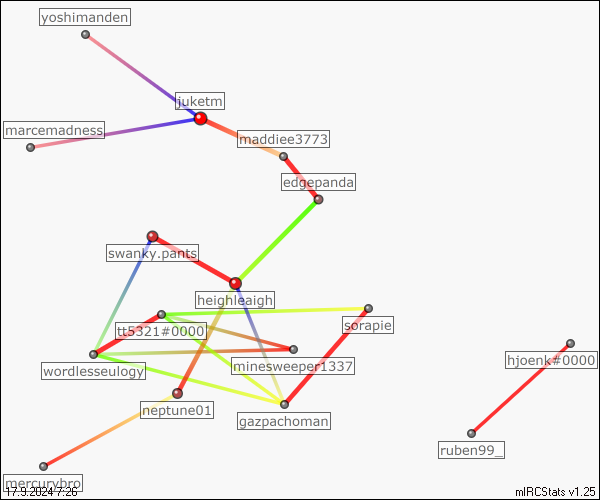 yoshimanden
juketm
marcemadness
maddiee3773
edgepanda
swanky.pants
heighleaigh
sorapie
tt5321#0000
hjoenk#0000
minesweeper1337
wordlesseulogy
neptune01
gazpachoman
ruben99_
mercurybro
17.9.2024 7:26
mIRCStats v1.25